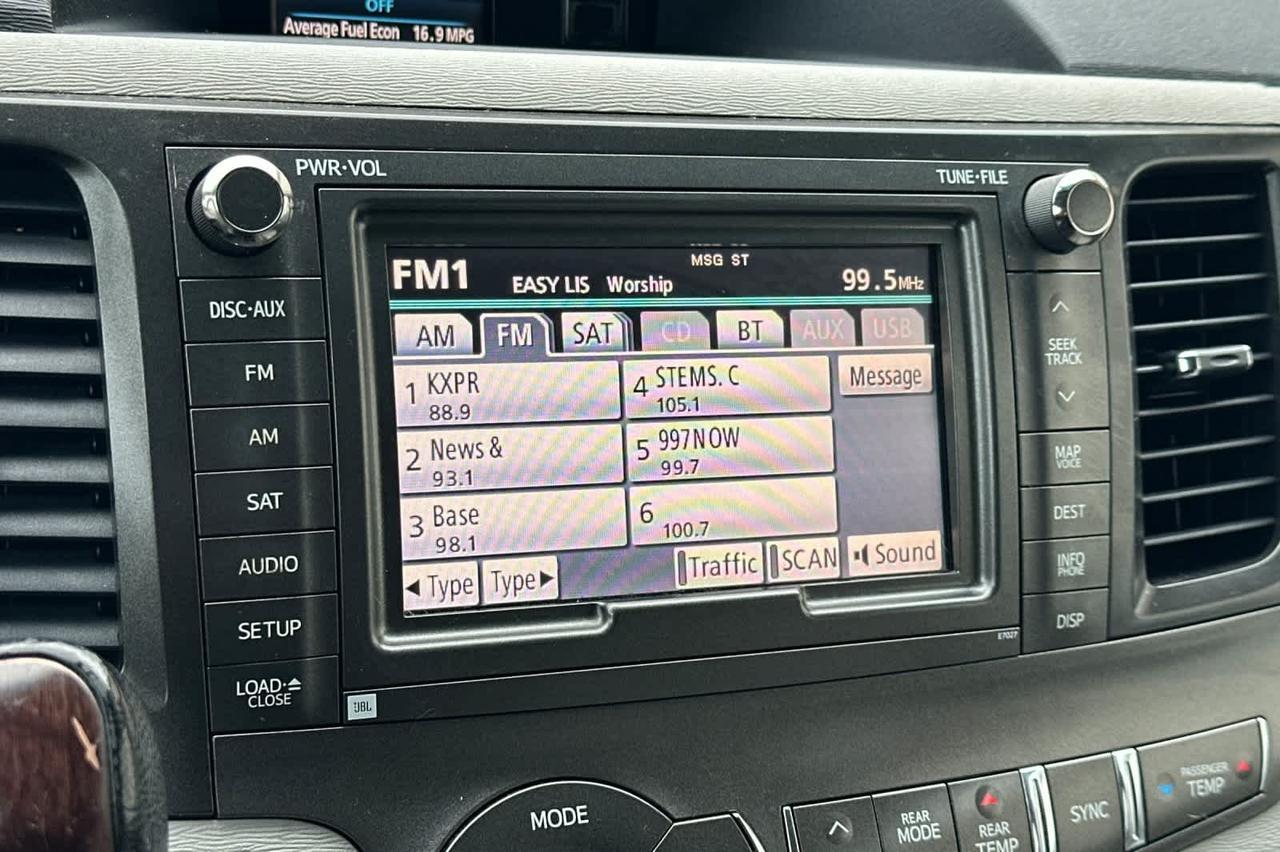 OFF
Average Fuel Econ 16.9 MPG
PWR·VOL
TUNE·FILE
MSG ST
FM1
EASY LIS Worship
99.5MHz
AM FM SAT CD BT AUX USB
1 KXPR
88.9
4 STEMS. C
105.1
Message
2 News &
93.1
5 997NOW
99.7
3 Base
98.1
6
100.7
◀ Type
Type▶
Traffic
SCAN
Sound
DISC·AUX
FM
AM
SAT
AUDIO
SETUP
LOAD·⏏
CLOSE
SEEK
TRACK
MAP
VOICE
DEST
INFO
PHONE
DISP
E7027
JBL
MODE
REAR
MODE
REAR
TEMP
SYNC
PASSENGER
TEMP